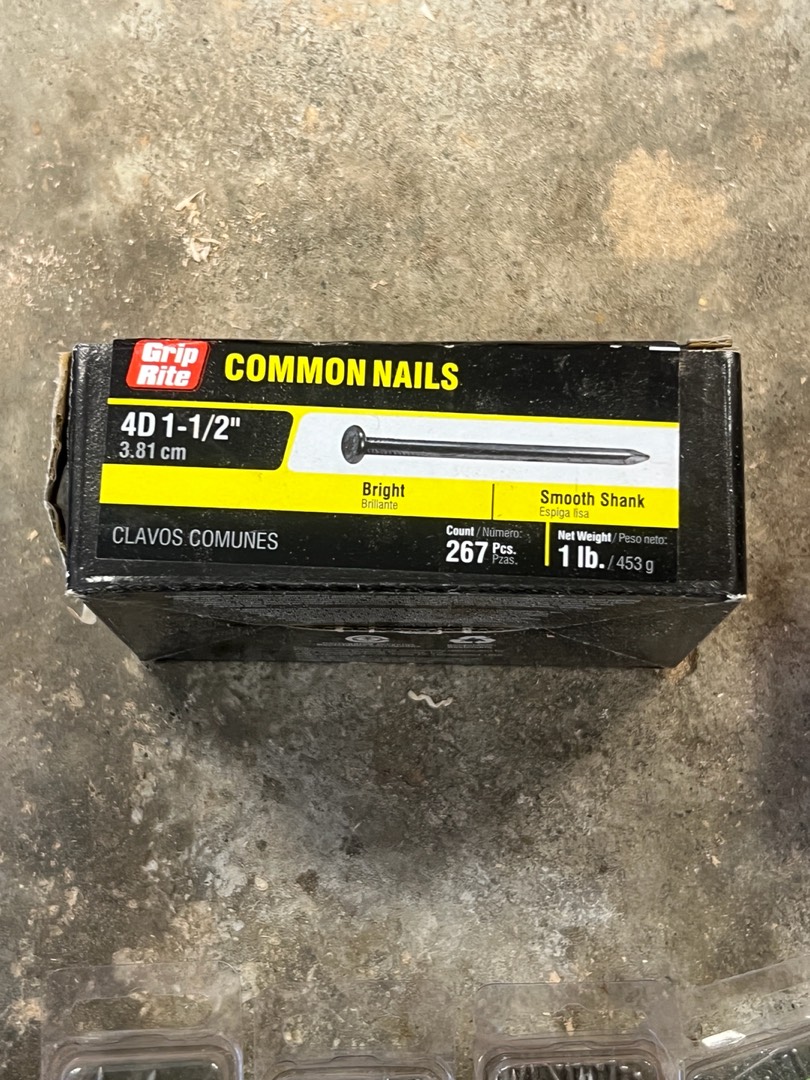 Grip
Rite
COMMON NAILS
4D 1-1/2"
3.81 cm
Bright
Brillante
Smooth Shank
Espiga lisa
CLAVOS COMUNES
Count / Número:
267 Pcs.
Pzas.
Net Weight / Peso neto:
1 lb. / 453 g